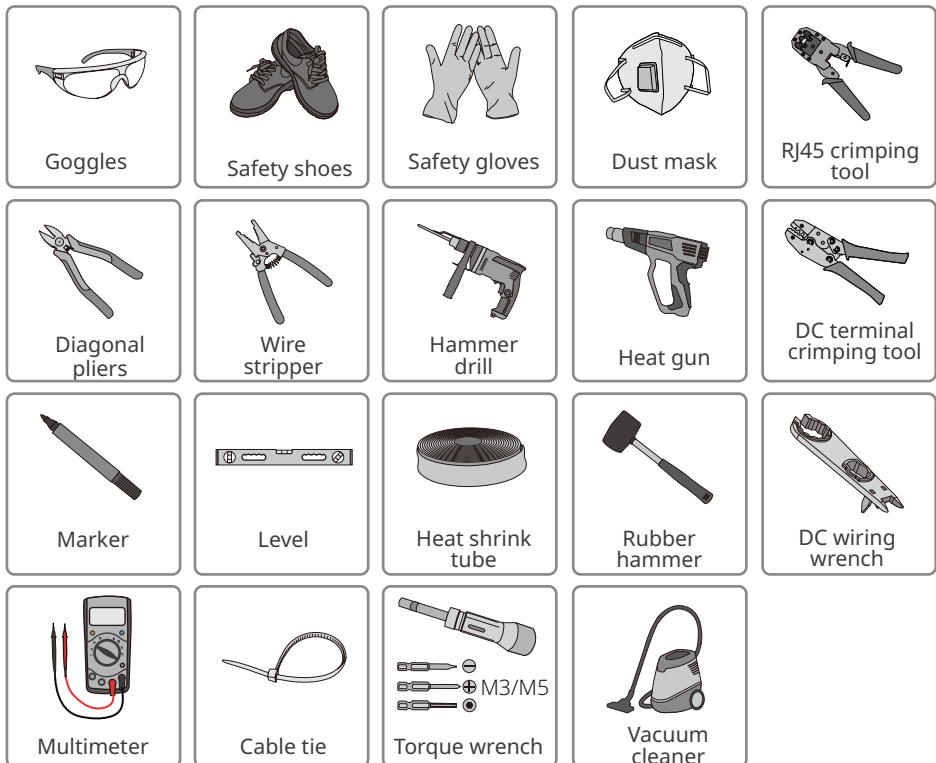 Goggles
Safety shoes
Safety gloves
Dust mask
RJ45 crimping
tool
Diagonal
pliers
Wire
stripper
Hammer
drill
Heat gun
DC terminal
crimping tool
Marker
Level
Heat shrink
tube
Rubber
hammer
DC wiring
wrench
Multimeter
Cable tie
M3/M5
Torque wrench
Vacuum
cleaner